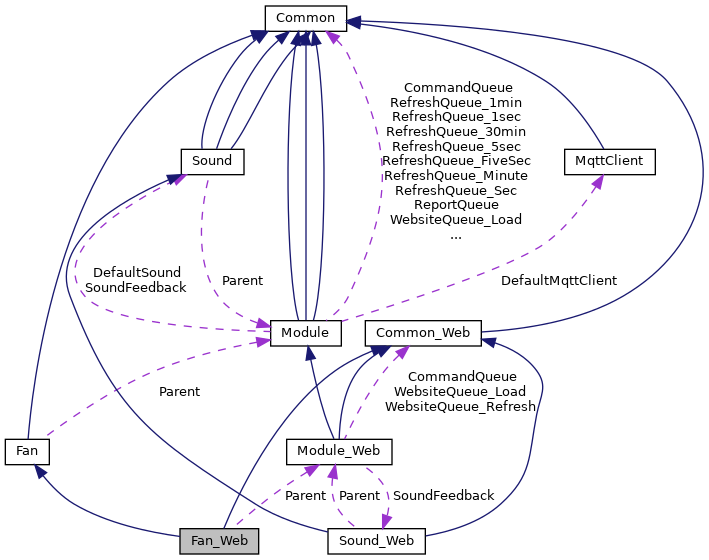 Common
CommandQueue
RefreshQueue_1min
RefreshQueue_1sec
RefreshQueue_30min
RefreshQueue_5sec
RefreshQueue_FiveSec
RefreshQueue_Minute
RefreshQueue_Sec
ReportQueue
WebsiteQueue_Load
...
Sound
MqttClient
DefaultSound
SoundFeedback
Parent
DefaultMqttClient
Module
Common_Web
Parent
CommandQueue
WebsiteQueue_Load
WebsiteQueue_Refresh
Fan
Module_Web
Parent
Parent
SoundFeedback
Fan_Web
Sound_Web